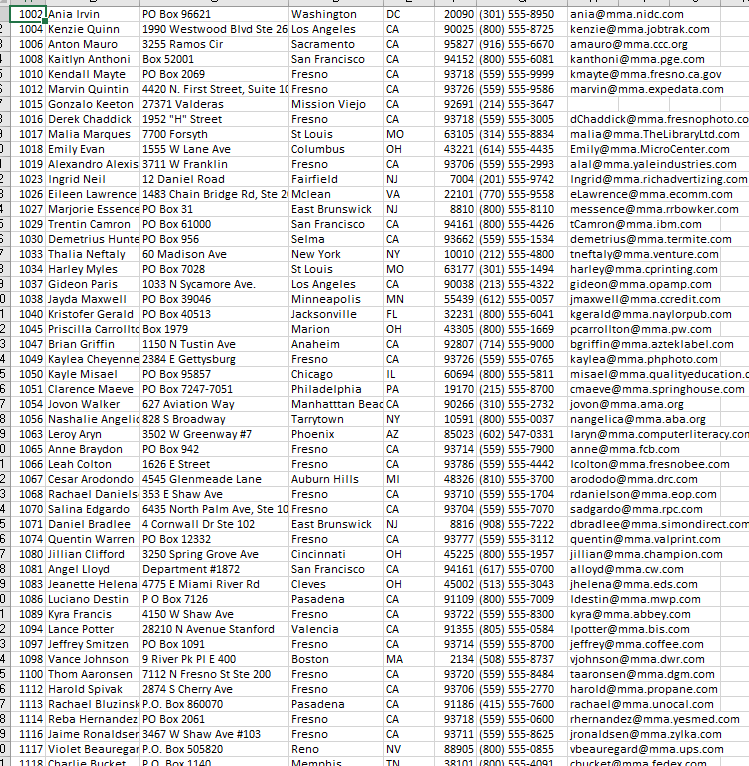 1002 Ania Irvin PO Box 96621 Washington DC 20090 (301) 555-8950 ania@mma.nidc.com
1004 Kenzie Quinn 1990 Westwood Blvd Ste 26 Los Angeles CA 90025 (800) 555-8725 kenzie@mma.jobtrak.com
1006 Anton Mauro 3255 Ramos Cir Sacramento CA 95827 (916) 555-6670 amauro@mma.ccc.org
1008 Kaitlyn Anthoni Box 52001 San Francisco CA 94152 (800) 555-6081 kanthoni@mma.pge.com
1010 Kendall Mayte PO Box 2069 Fresno CA 93718 (559) 555-9999 kmayte@mma.fresno.ca.gov
1012 Marvin Quintin 4420 N. First Street, Suite 10 Fresno CA 93726 (559) 555-9586 marvin@mma.expedata.com
1015 Gonzalo Keeton 27371 Valderas Mission Viejo CA 92691 (214) 555-3647
1016 Derek Chaddick 1952 "H" Street Fresno CA 93718 (559) 555-3005 dChaddick@mma.fresnophoto.co
1017 Malia Marques 7700 Forsyth St Louis MO 63105 (314) 555-8834 malia@mma.TheLibraryLtd.com
1018 Emily Evan 1555 W Lane Ave Columbus OH 43221 (614) 555-4435 Emily@mma.MicroCenter.com
1019 Alexandro Alexis 3711 W Franklin Fresno CA 93706 (559) 555-2993 alal@mma.yaleindustries.com
1023 Ingrid Neil 12 Daniel Road Fairfield NJ 7004 (201) 555-9742 Ingrid@mma.richadvertizing.com
1026 Eileen Lawrence 1483 Chain Bridge Rd, Ste 2 Mclean VA 22101 (770) 555-9558 eLawrence@mma.ecomm.com
1027 Marjorie Essence PO Box 31 East Brunswick NJ 8810 (800) 555-8110 messence@mma.rrbowker.com
1029 Trentin Camron PO Box 61000 San Francisco CA 94161 (800) 555-4426 tCamron@mma.ibm.com
1030 Demetrius Hunte PO Box 956 Selma CA 93662 (559) 555-1534 demetrius@mma.termite.com
1033 Thalia Neftaly 60 Madison Ave New York NY 10010 (212) 555-4800 tneftaly@mma.venture.com
1034 Harley Myles PO Box 7028 St Louis MO 63177 (301) 555-1494 harley@mma.cprinting.com
1037 Gideon Paris 1033 N Sycamore Ave. Los Angeles CA 90038 (213) 555-4322 gideon@mma.opamp.com
1038 Jayda Maxwell PO Box 39046 Minneapolis MN 55439 (612) 555-0057 jmaxwell@mma.ccredit.com
1040 Kristofer Gerald PO Box 40513 Jacksonville FL 32231 (800) 555-6041 kgerald@mma.naylorpub.com
1045 Priscilla Carrollto Box 1979 Marion OH 43305 (800) 555-1669 pcarrollton@mma.pw.com
1047 Brian Griffin 1150 N Tustin Ave Anaheim CA 92807 (714) 555-9000 bgriffin@mma.azteklabel.com
1049 Kaylea Cheyenne 2384 E Gettysburg Fresno CA 93726 (559) 555-0765 kaylea@mma.phphoto.com
1050 Kayle Misael PO Box 95857 Chicago IL 60694 (800) 555-5811 misael@mma.qualityeducation.c
1051 Clarence Maeve PO Box 7247-7051 Philadelphia PA 19170 (215) 555-8700 cmaeve@mma.springhouse.com
1054 Jovon Walker 627 Aviation Way Manhatttan Beac CA 90266 (310) 555-2732 jovon@mma.ama.org
1056 Nashalie Angelic 828 S Broadway Tarrytown NY 10591 (800) 555-0037 nangelica@mma.aba.org
1063 Leroy Aryn 3502 W Greenway #7 Phoenix AZ 85023 (602) 547-0331 laryn@mma.computerliteracy.com
1065 Anne Braydon PO Box 942 Fresno CA 93714 (559) 555-7900 anne@mma.fcb.com
1066 Leah Colton 1626 E Street Fresno CA 93786 (559) 555-4442 lcolton@mma.fresnobee.com
1067 Cesar Arodondo 4545 Glenmeade Lane Auburn Hills MI 48326 (810) 555-3700 arododo@mma.drc.com
1068 Rachael Daniels 353 E Shaw Ave Fresno CA 93710 (559) 555-1704 rdanielson@mma.eop.com
1070 Salina Edgardo 6435 North Palm Ave, Ste 10 Fresno CA 93704 (559) 555-7070 sadgardo@mma.rpc.com
1071 Daniel Bradlee 4 Cornwall Dr Ste 102 East Brunswick NJ 8816 (908) 555-7222 dbradlee@mma.simondirect.com
1074 Quentin Warren PO Box 12332 Fresno CA 93777 (559) 555-3112 quentin@mma.valprint.com
1080 Jillian Clifford 3250 Spring Grove Ave Cincinnati OH 45225 (800) 555-1957 jillian@mma.champion.com
1081 Angel Lloyd Department #1872 San Francisco CA 94161 (617) 555-0700 alloyd@mma.cw.com
1083 Jeanette Helena 4775 E Miami River Rd Cleves OH 45002 (513) 555-3043 jhelena@mma.eds.com
1086 Luciano Destin P O Box 7126 Pasadena CA 91109 (800) 555-7009 ldestin@mma.mwp.com
1089 Kyra Francis 4150 W Shaw Ave Fresno CA 93722 (559) 555-8300 kyra@mma.abbey.com
1094 Lance Potter 28210 N Avenue Stanford Valencia CA 91355 (805) 555-0584 lpotter@mma.bis.com
1097 Jeffrey Smitzen PO Box 1091 Fresno CA 93714 (559) 555-8700 jeffrey@mma.coffee.com
1098 Vance Johnson 9 River Pk Pl E 400 Boston MA 2134 (508) 555-8737 vjohnson@mma.dwr.com
1100 Thom Aaronsen 7112 N Fresno St Ste 200 Fresno CA 93720 (559) 555-8484 taaronsen@mma.dgm.com
1112 Harold Spivak 2874 S Cherry Ave Fresno CA 93706 (559) 555-2770 harold@mma.propane.com
1113 Rachael Bluzinsk P.O. Box 860070 Pasadena CA 91186 (415) 555-7600 rachael@mma.unocal.com
1114 Reba Hernandez PO Box 2061 Fresno CA 93718 (559) 555-0600 rhernandez@mma.yesmed.com
1116 Jaime Ronaldsen 3467 W Shaw Ave #103 Fresno CA 93711 (559) 555-8625 jronaldsen@mma.zylka.com
1117 Violet Beauregar P.O. Box 505820 Reno NV 88905 (800) 555-0855 vbeauregard@mma.ups.com
1118 Charlie Bucket P.O. Box 1140 Memphis TN 38101 (800) 555-4091 cbucket@mma.fedex.com